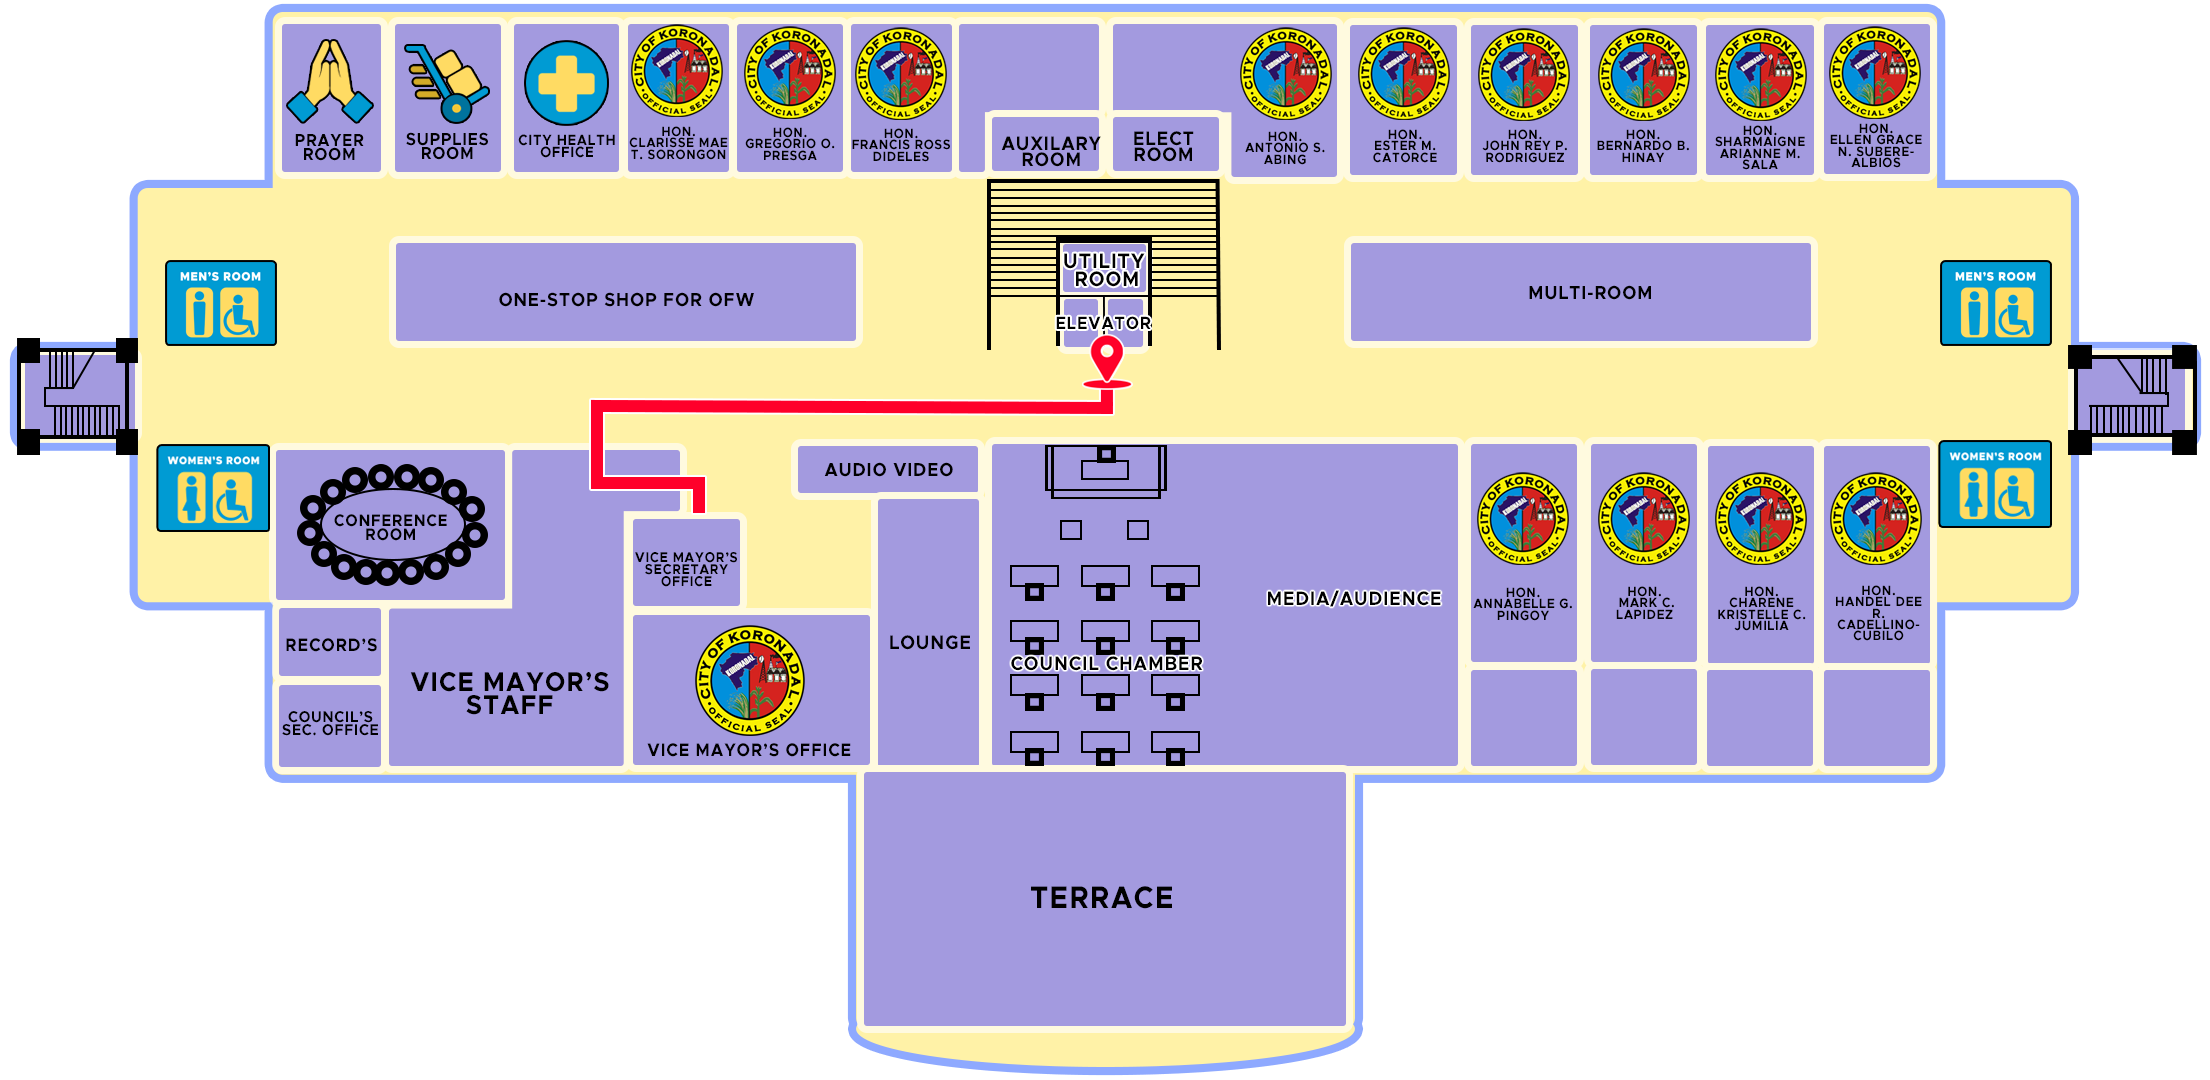 PRAYER
ROOM
SUPPLIES
ROOM
CITY HEALTH
OFFICE
CITY OF KORONADAL
OFFICIAL SEAL
HON.
CLARISSE MAE
T. SORONGON
CITY OF KORONADAL
OFFICIAL SEAL
HON.
GREGORIO O.
PRESGA
CITY OF KORONADAL
OFFICIAL SEAL
HON.
FRANCIS ROSS
DIDELES
AUXILARY
ROOM
ELECT
ROOM
CITY OF KORONADAL
OFFICIAL SEAL
HON.
ANTONIO S.
ABING
CITY OF KORONADAL
OFFICIAL SEAL
HON.
ESTER M.
CATORCE
CITY OF KORONADAL
OFFICIAL SEAL
HON.
JOHN REY P.
RODRIGUEZ
CITY OF KORONADAL
OFFICIAL SEAL
HON.
BERNARDO B.
HINAY
CITY OF KORONADAL
OFFICIAL SEAL
HON.
SHARMAIGNE
ARIANNE M.
SALA
CITY OF KORONADAL
OFFICIAL SEAL
HON.
ELLEN GRACE
N. SUBERE-
ALBIOS
MEN'S ROOM
ONE-STOP SHOP FOR OFW
UTILITY
ROOM
ELEVATOR
MULTI-ROOM
MEN'S ROOM
WOMEN'S ROOM
CONFERENCE
ROOM
VICE MAYOR'S
SECRETARY
OFFICE
AUDIO VIDEO
LOUNGE
MEDIA/AUDIENCE
COUNCIL CHAMBER
CITY OF KORONADAL
OFFICIAL SEAL
HON.
ANNABELLE G.
PINGOY
CITY OF KORONADAL
OFFICIAL SEAL
HON.
MARK C.
LAPIDEZ
CITY OF KORONADAL
OFFICIAL SEAL
HON.
CHARENE
KRISTELLE C.
JUMILIA
CITY OF KORONADAL
OFFICIAL SEAL
HON.
HANDEL DEE
R.
CADELLINO-
CUBILO
WOMEN'S ROOM
RECORD'S
COUNCIL'S
SEC. OFFICE
VICE MAYOR'S
STAFF
CITY OF KORONADAL
KORONADAL
OFFICIAL SEAL
VICE MAYOR'S OFFICE
TERRACE